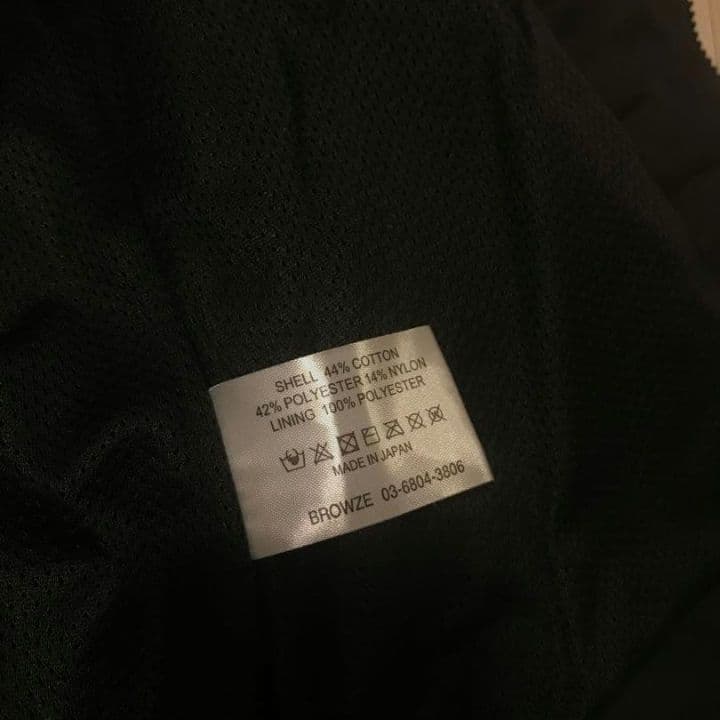 SHELL 44% COTTON
42% POLYESTER 14% NYLON
LINING 100% POLYESTER
MADE IN JAPAN
BROWZE 03-6804-3806